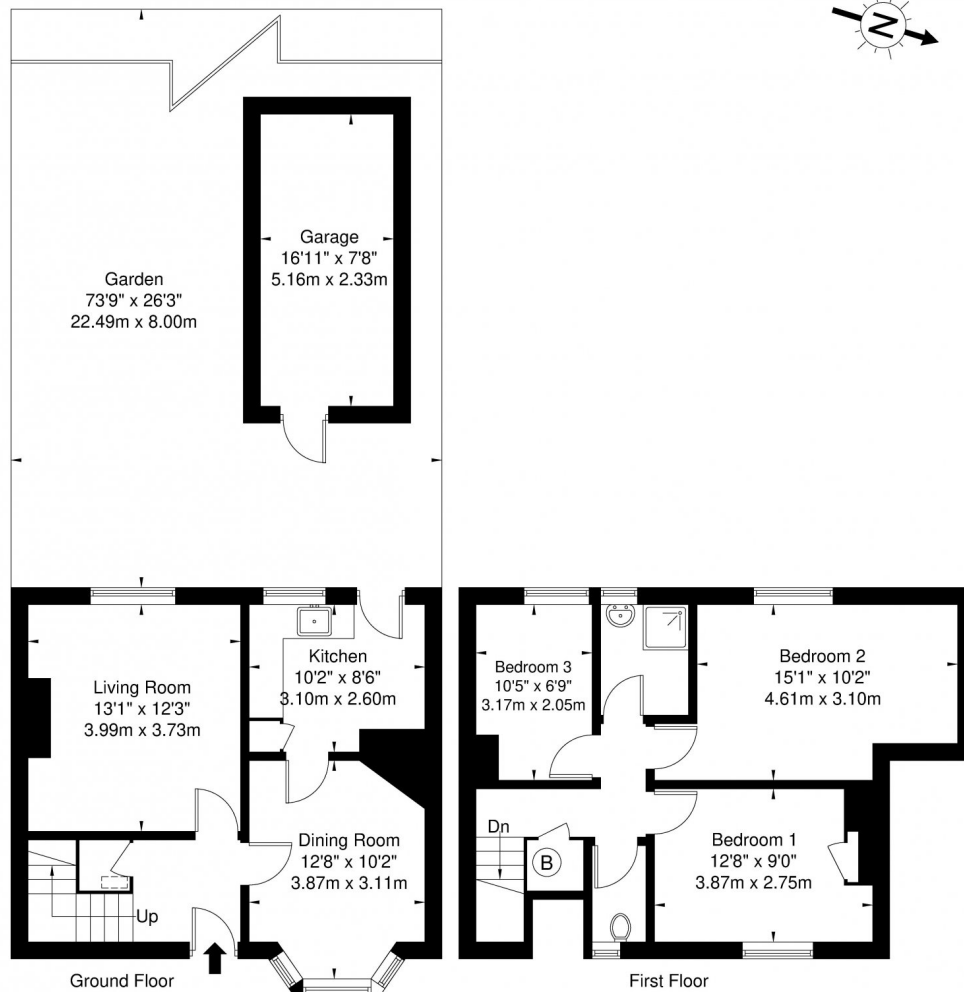 N
Garage
16'11" x 7'8"
5.16m x 2.33m
Garden
73'9" x 26'3"
22.49m x 8.00m
Living Room
13'1" x 12'3"
3.99m x 3.73m
Kitchen
10'2" x 8'6"
3.10m x 2.60m
Dining Room
12'8" x 10'2"
3.87m x 3.11m
Up
Ground Floor
Bedroom 3
10'5" x 6'9"
3.17m x 2.05m
Bedroom 2
15'1" x 10'2"
4.61m x 3.10m
Dn
B
Bedroom 1
12'8" x 9'0"
3.87m x 2.75m
First Floor